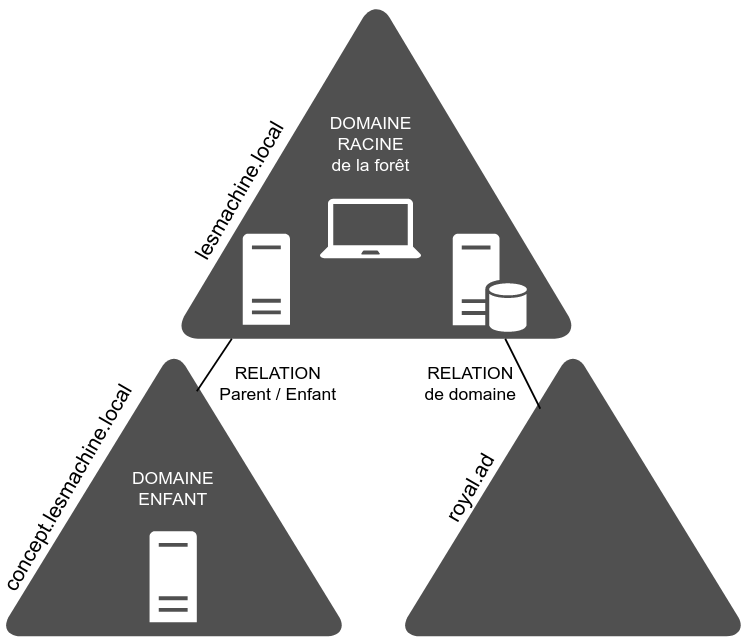 lesmachine.local
DOMAINE
RACINE
de la forêt
RELATION
Parent / Enfant
RELATION
de domaine
concept.lesmachine.local
DOMAINE
ENFANT
royal.ad